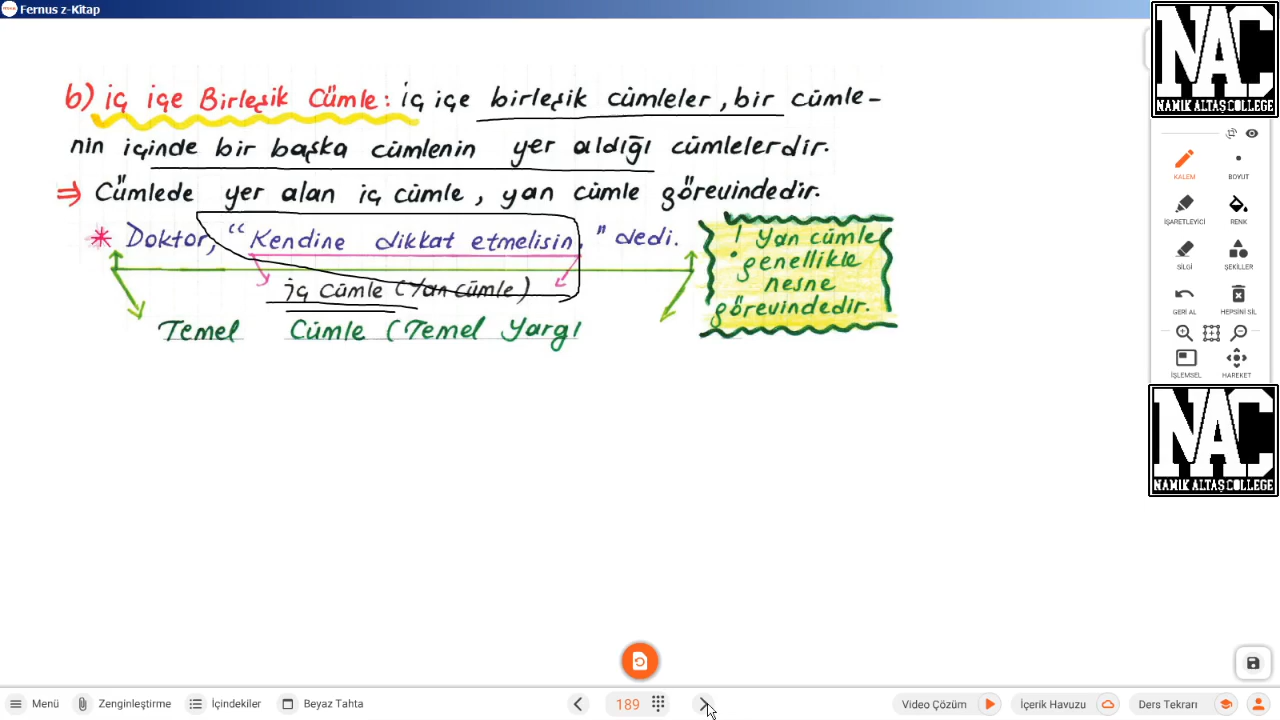 Fernus z-Kitap
b) iç içe Birleşik Cümle: iç içe birleşik cümleler, bir cümle-
nin içinde bir başka cümlenin yer aldığı cümlelerdir.
⇒ Cümlede yer alan iç cümle, yan cümle görevindedir.
* Doktor, "Kendine dikkat etmelisin." dedi.
iç cümle (Yan cümle)
Temel Cümle (Temel Yargı
! Yan cümle
genellikle
nesne
görevindedir.
NAC
NAMIK ALTAŞ COLLEGE
KALEM
BOYUT
İŞARETLEYİCİ
RENK
SİLGİ
ŞEKİLLER
GERİ AL
HEPSİNİ SİL
İŞLEMSEL
HAREKET
NAC
NAMIK ALTAŞ COLLEGE
Menü
Zenginleştirme
İçindekiler
Beyaz Tahta
189
Video Çözüm
İçerik Havuzu
Ders Tekrarı